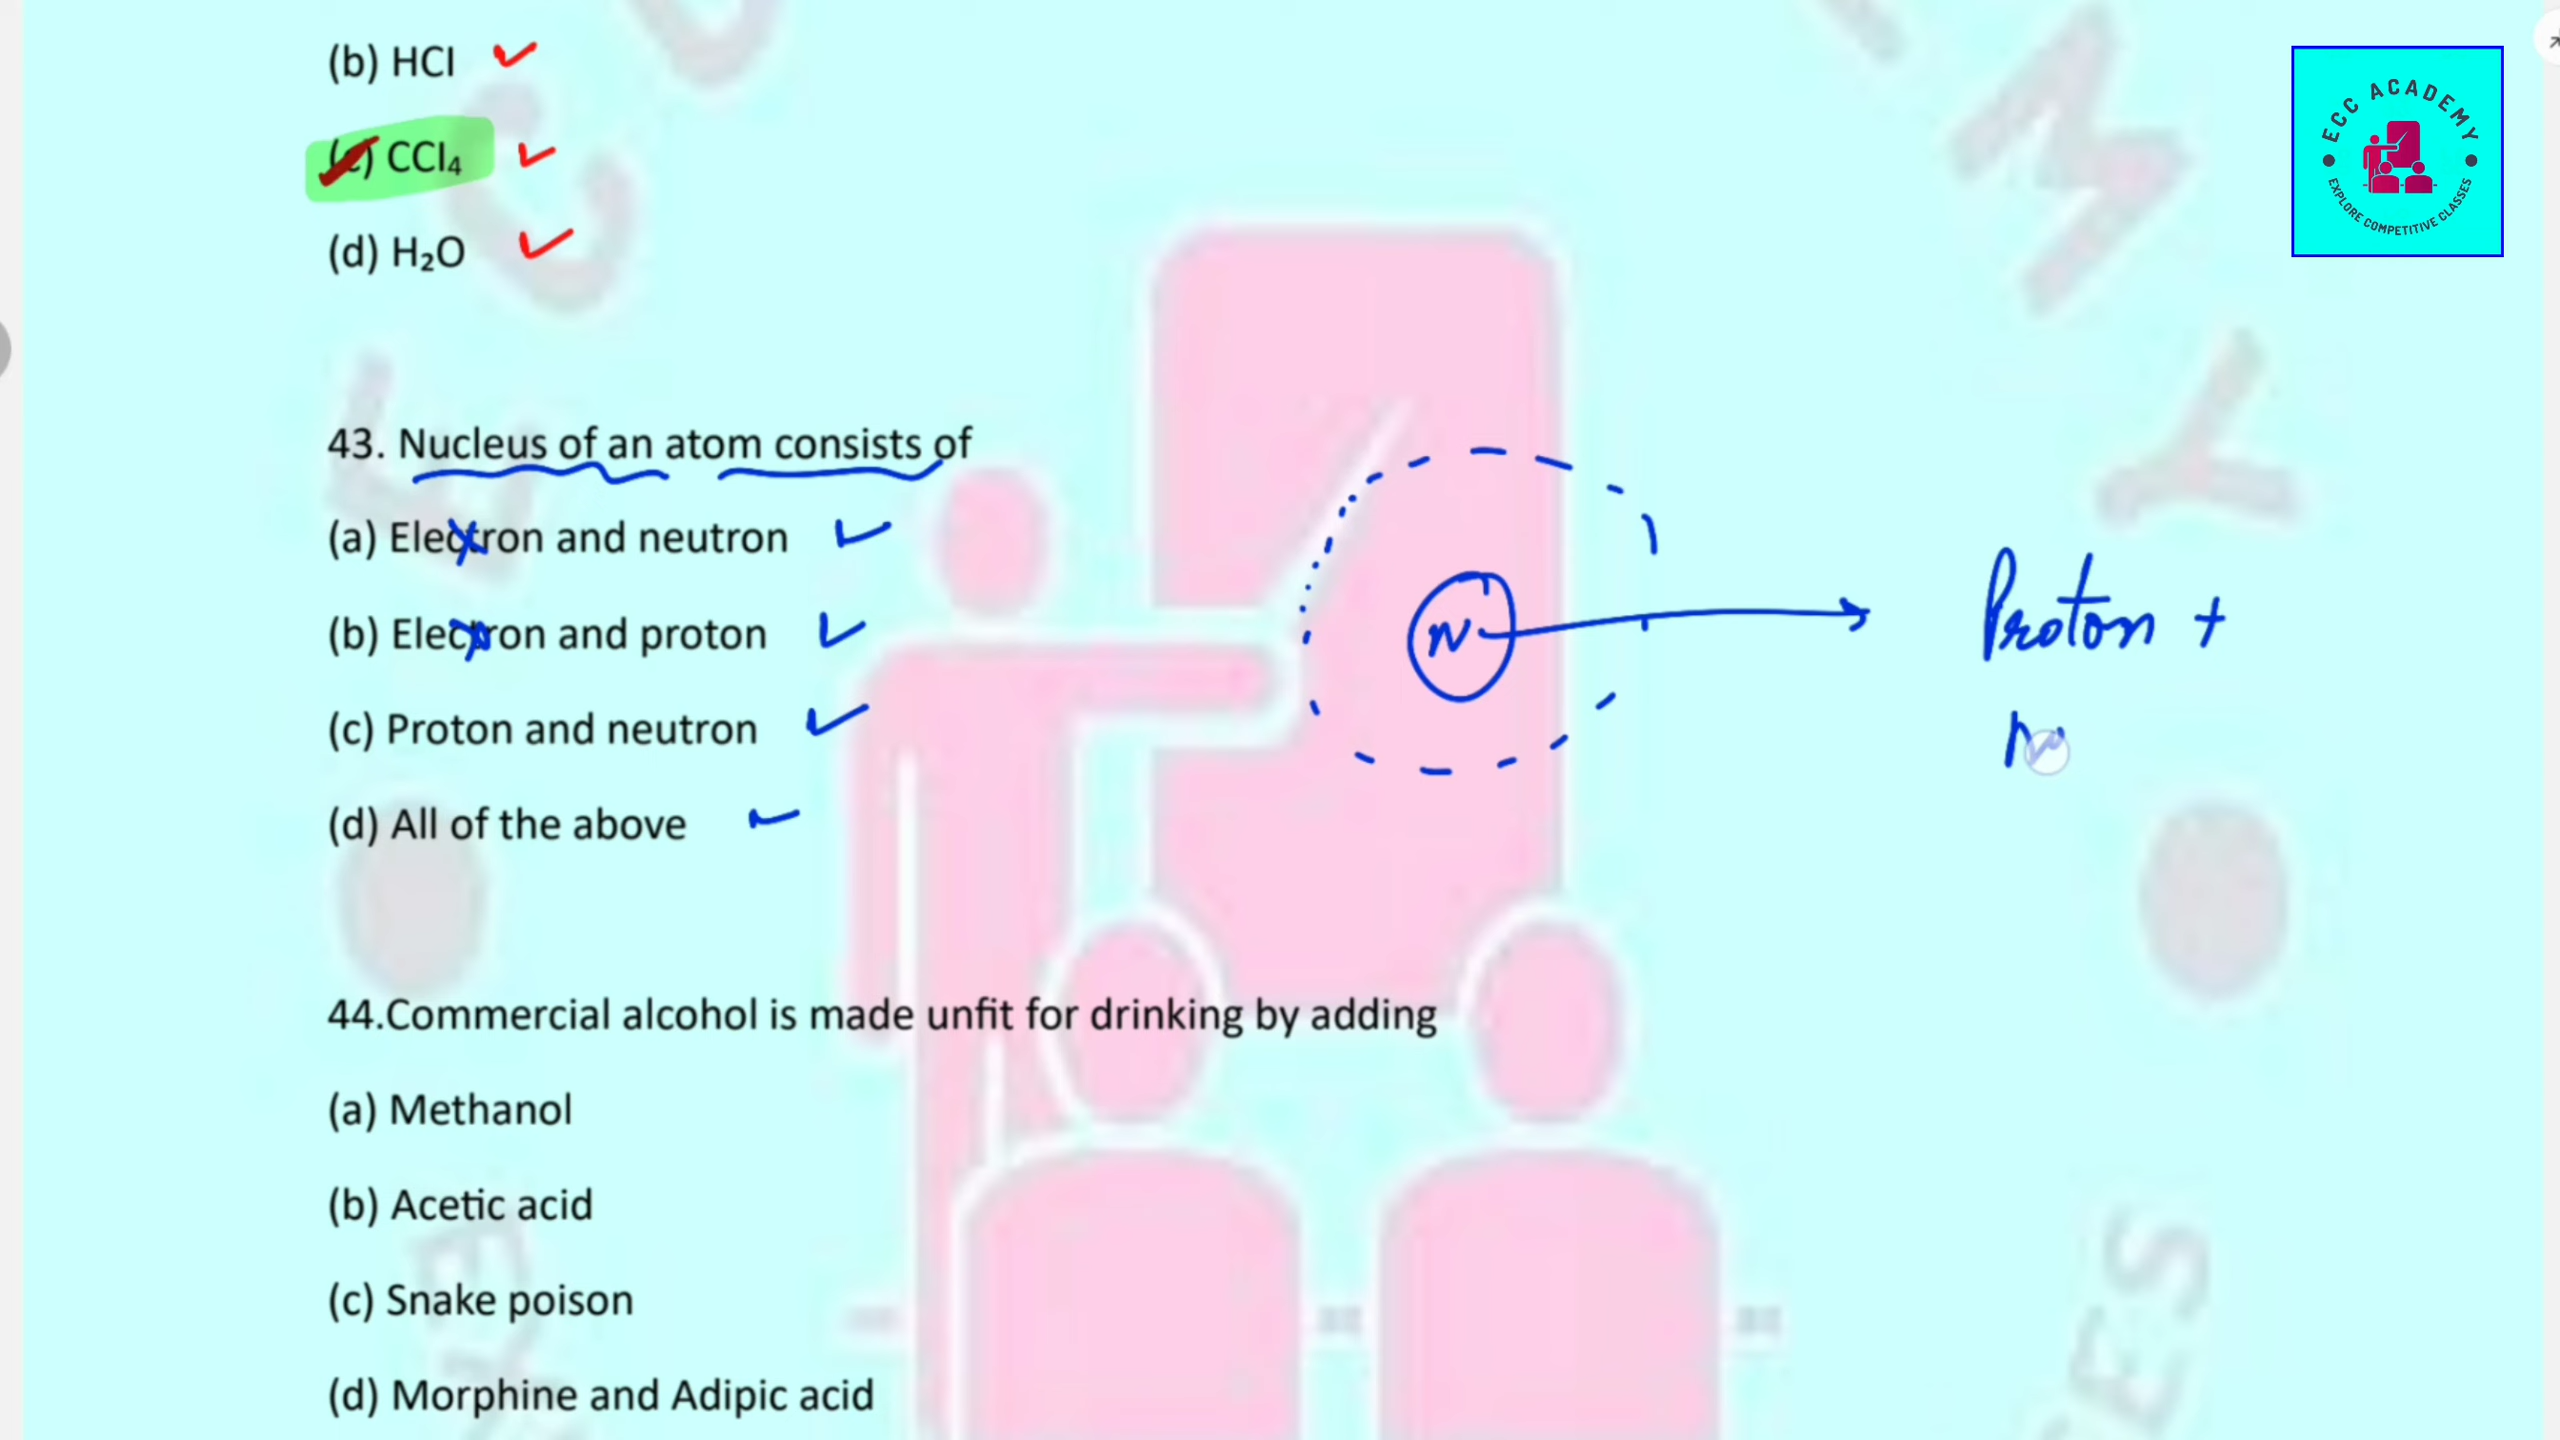 (b) HCl
(c) CCl₄
(d) H₂O
ECC ACADEMY
EXPLORE COMPETITIVE CLASSES
43. Nucleus of an atom consists of
(a) Electron and neutron
(b) Electron and proton
(c) Proton and neutron
(d) All of the above
N
Proton +
N
44.Commercial alcohol is made unfit for drinking by adding
(a) Methanol
(b) Acetic acid
(c) Snake poison
(d) Morphine and Adipic acid